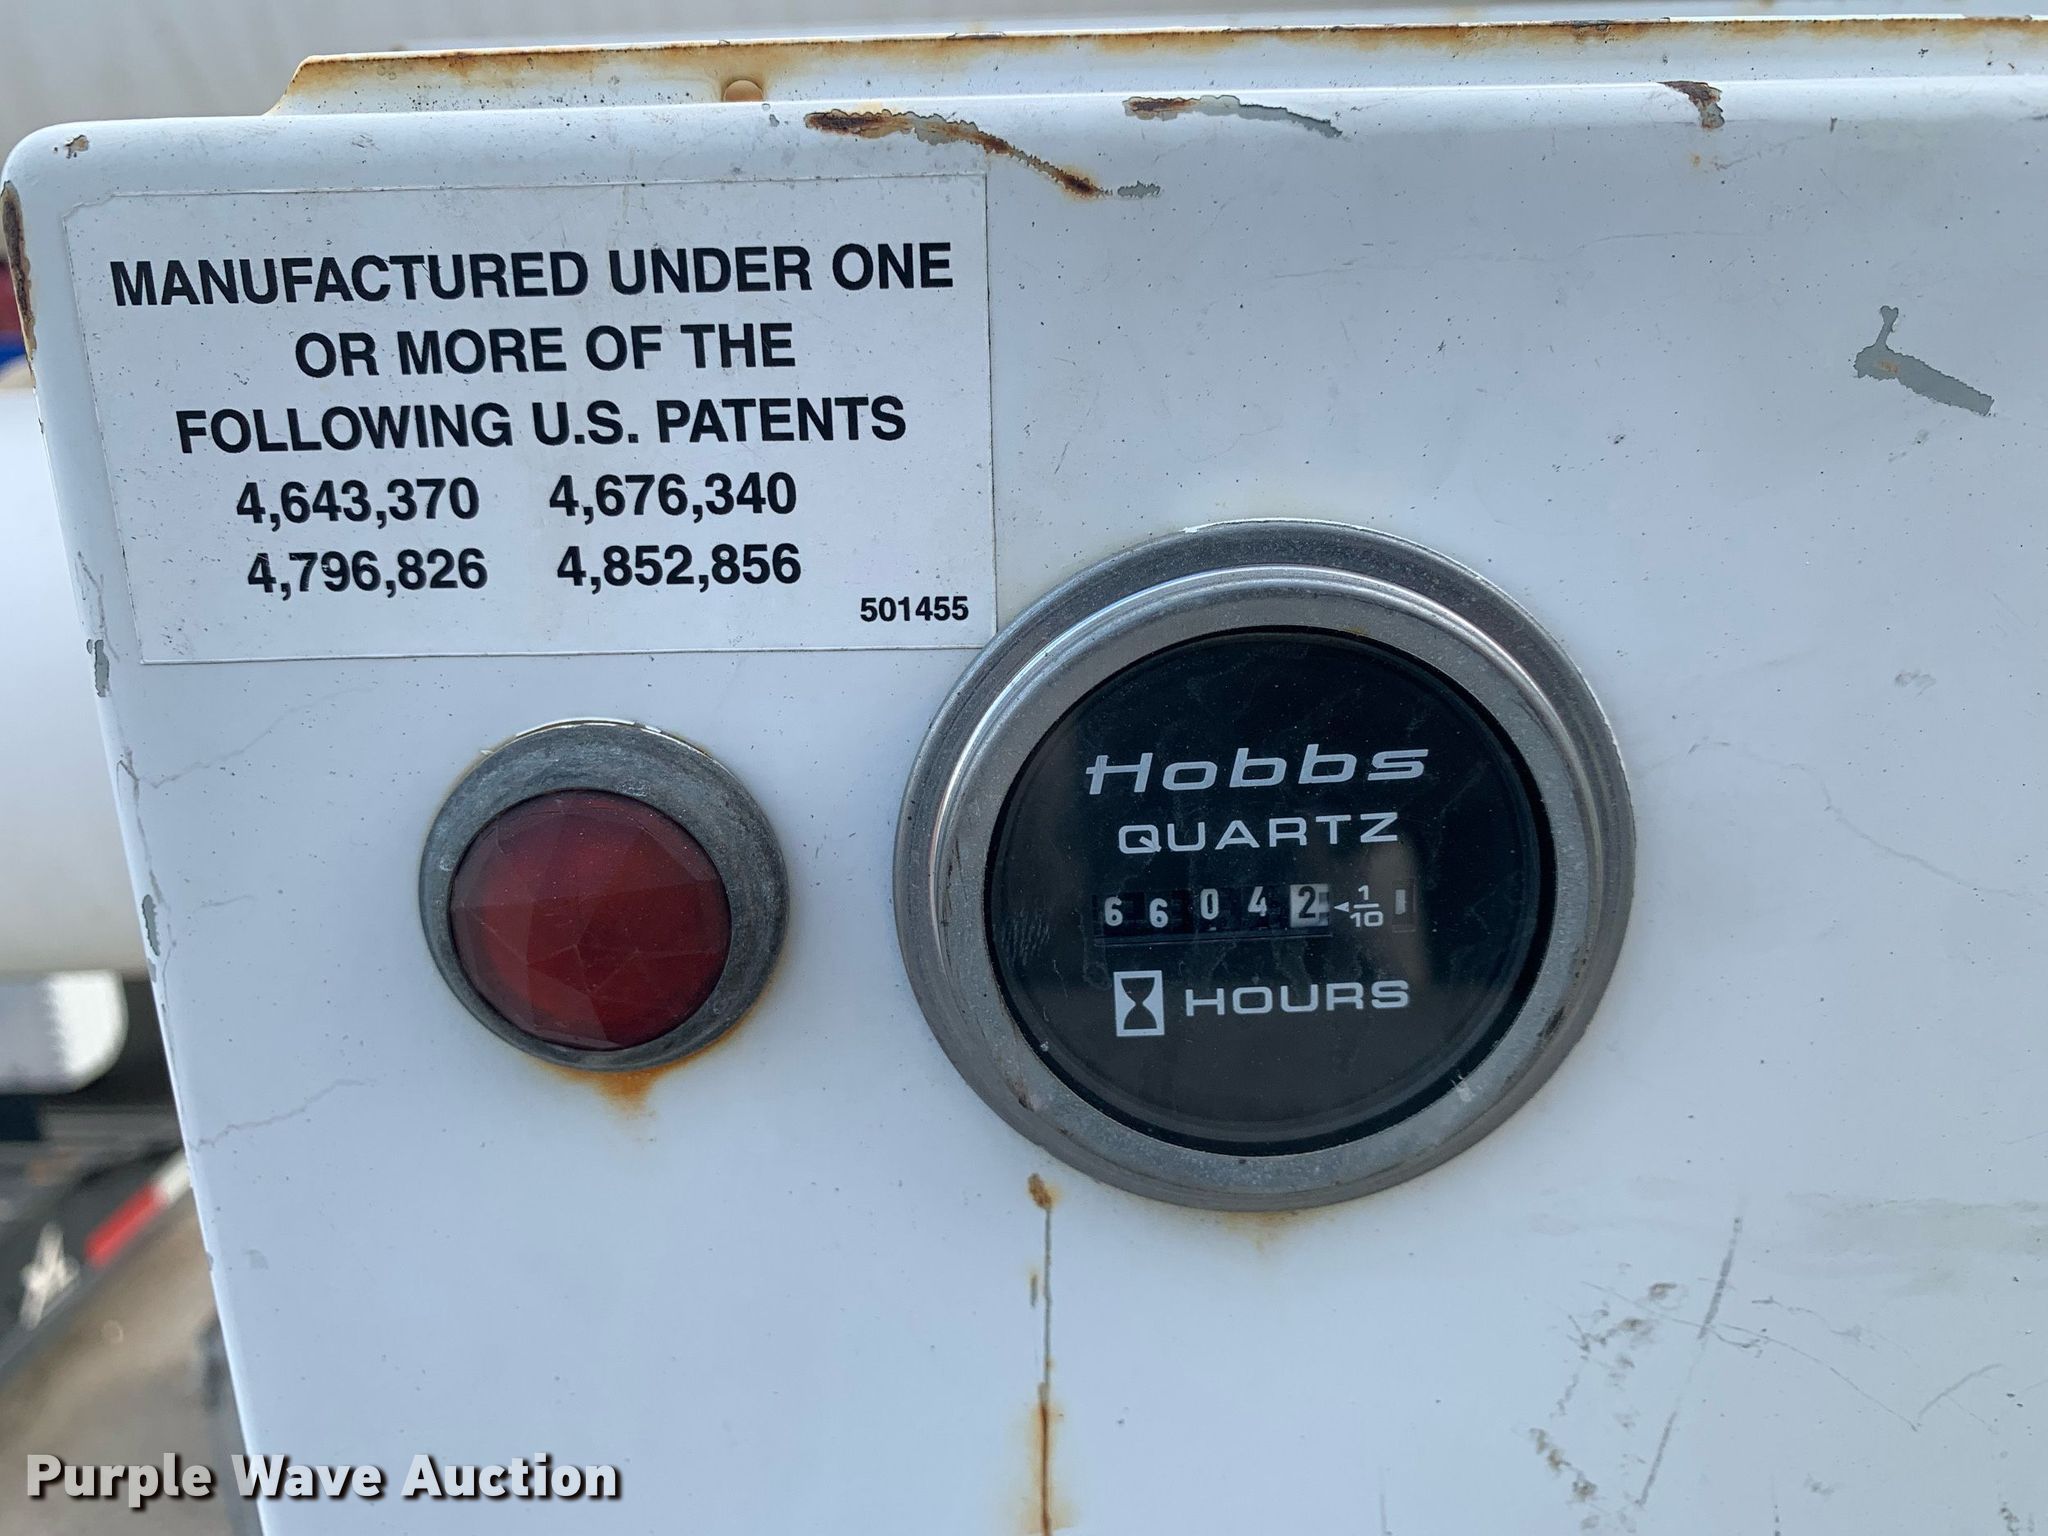 MANUFACTURED UNDER ONE
OR MORE OF THE
FOLLOWING U.S. PATENTS
4,643,370 4,676,340
4,796,826 4,852,856
501455
Hobbs
QUARTZ
6 6 0 4 2 1/10
HOURS
Purple Wave Auction